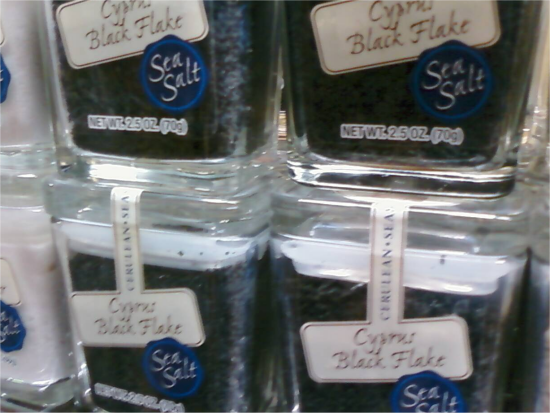 Cyprus
Black Flake
Sea
Salt
NET WT. 2.5 OZ. (70g)
Cyprus
Black Flake
Sea
Salt
NET WT. 2.5 OZ. (70g)
CERULEAN • SEA
Cyprus
Black Flake
Sea
Salt
CERULEAN • SEA
Cyprus
Black Flake
Sea
Salt